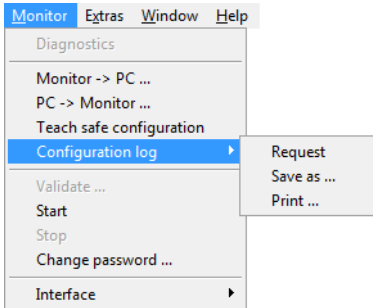 Monitor Extras Window Help
Diagnostics
Monitor -> PC ...
PC -> Monitor ...
Teach safe configuration
Configuration log
Request
Save as ...
Print ...
Validate ...
Start
Stop
Change password ...
Interface